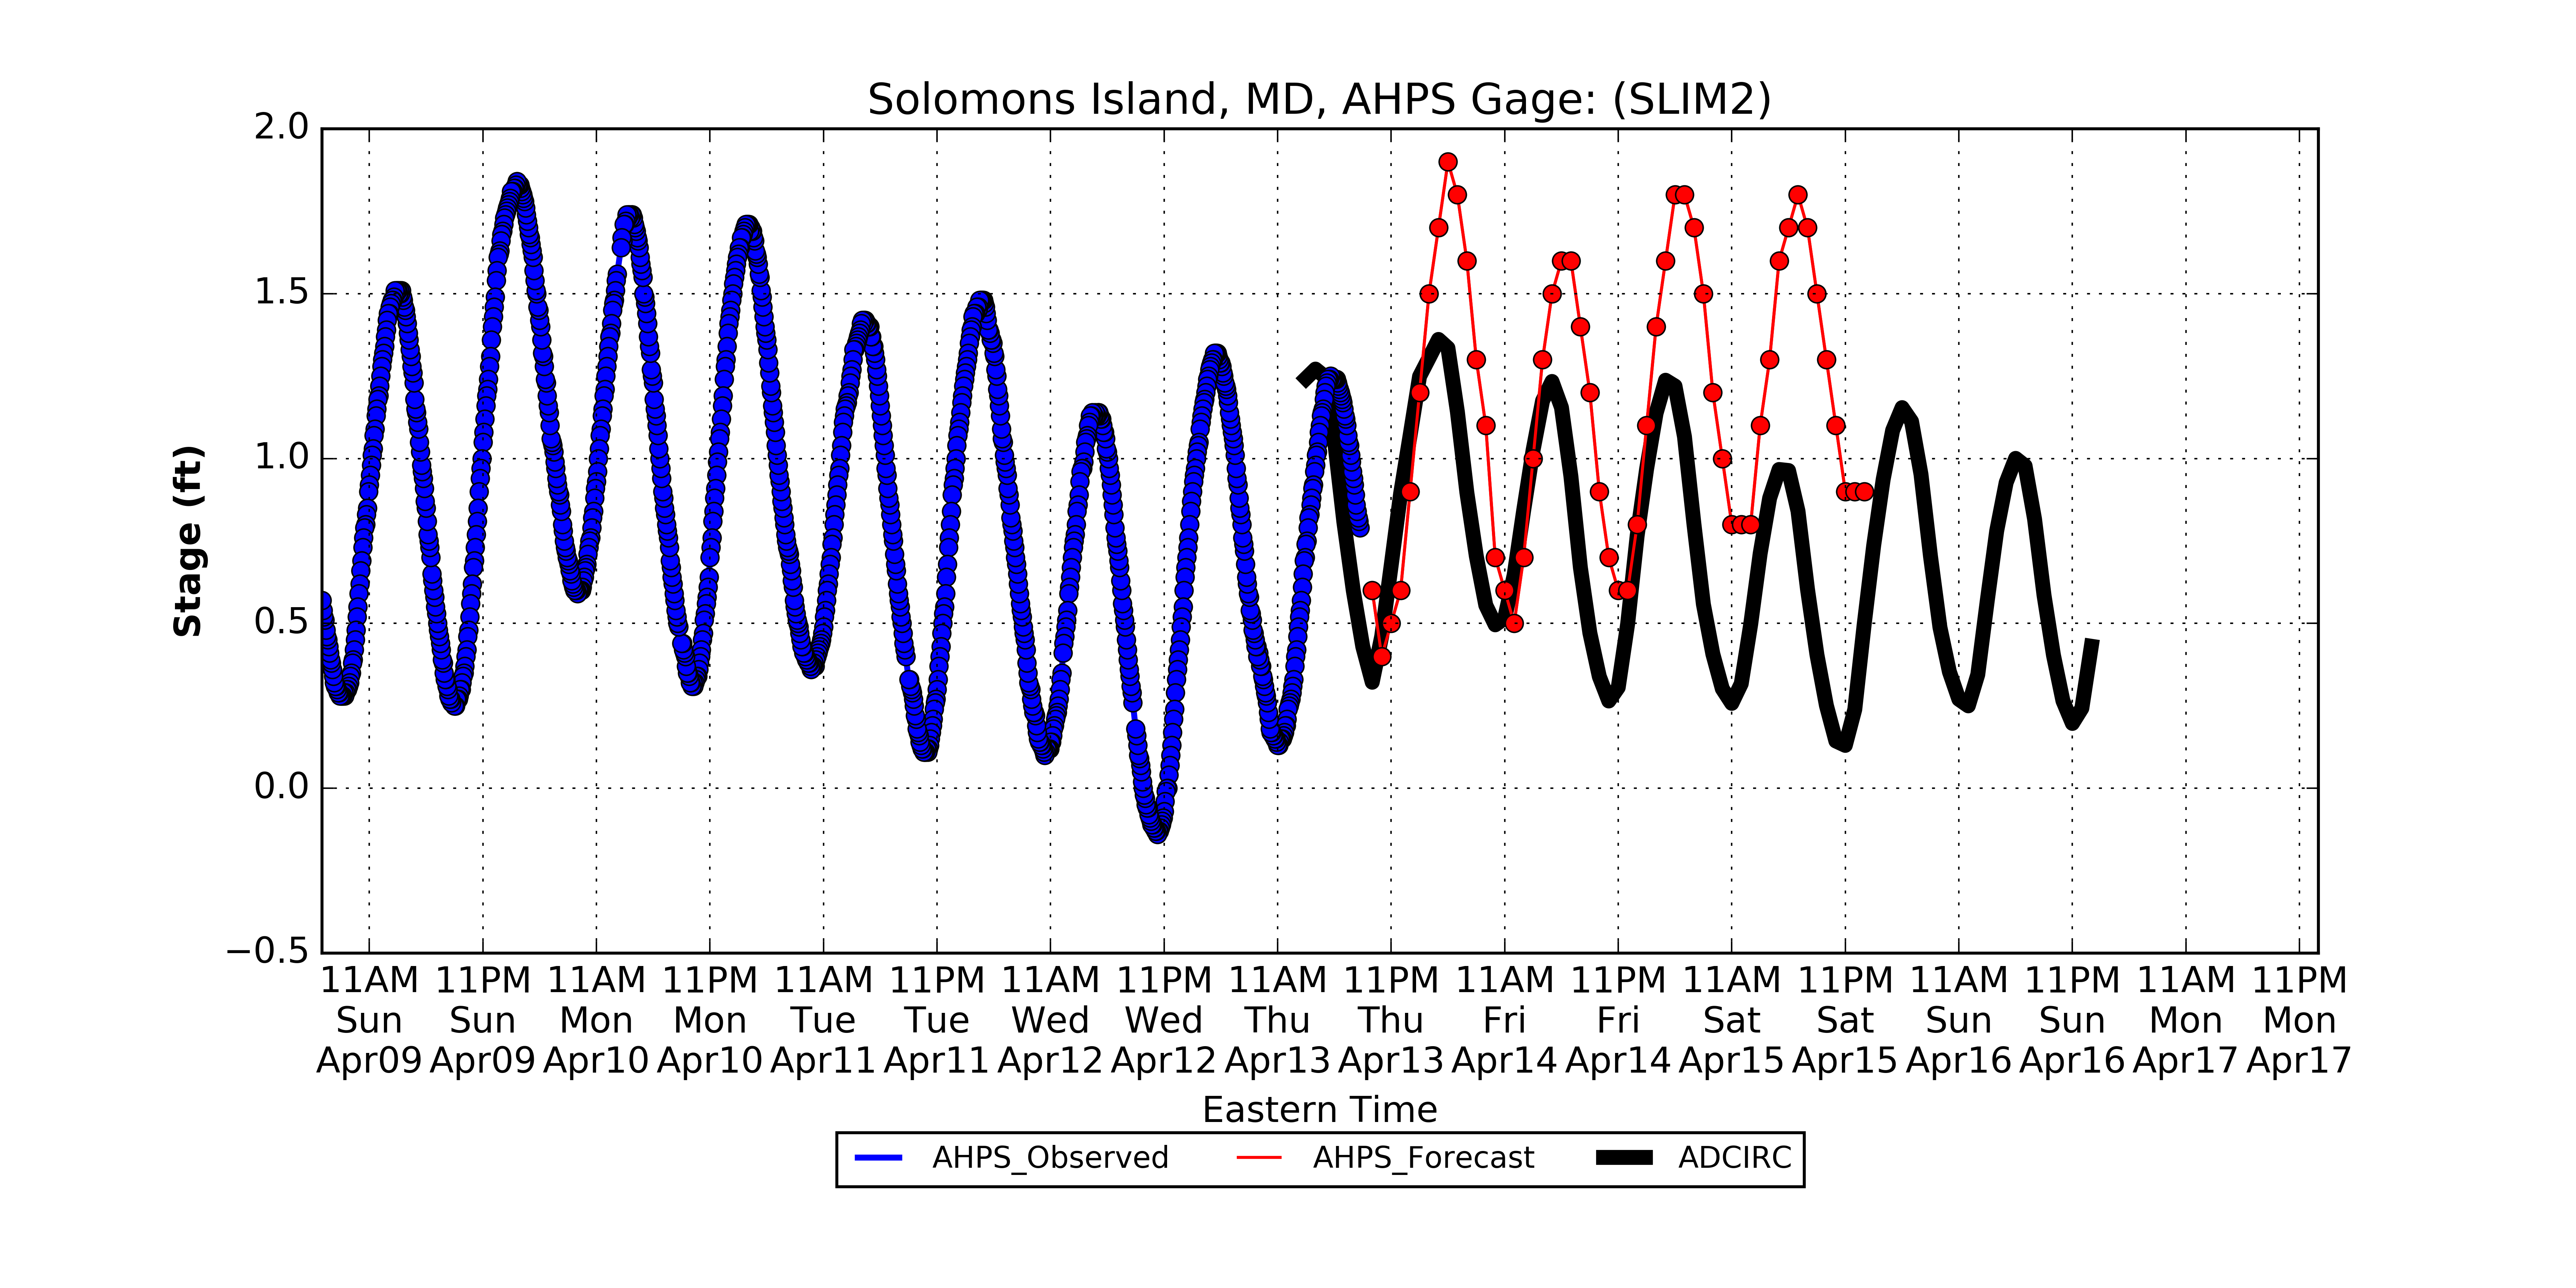 Solomons Island, MD, AHPS Gage: (SLIM2)
2.0
1.5
1.0
0.5
0.0
−0.5
Stage (ft)
11AM 11PM 11AM 11PM 11AM 11PM 11AM 11PM 11AM 11PM 11AM 11PM 11AM 11PM 11AM 11PM 11AM 11PM
Sun Sun Mon Mon Tue Tue Wed Wed Thu Thu Fri Fri Sat Sat Sun Sun Mon Mon
Apr09 Apr09 Apr10 Apr10 Apr11 Apr11 Apr12 Apr12 Apr13 Apr13 Apr14 Apr14 Apr15 Apr15 Apr16 Apr16 Apr17 Apr17
Eastern Time
AHPS_Observed AHPS_Forecast ADCIRC